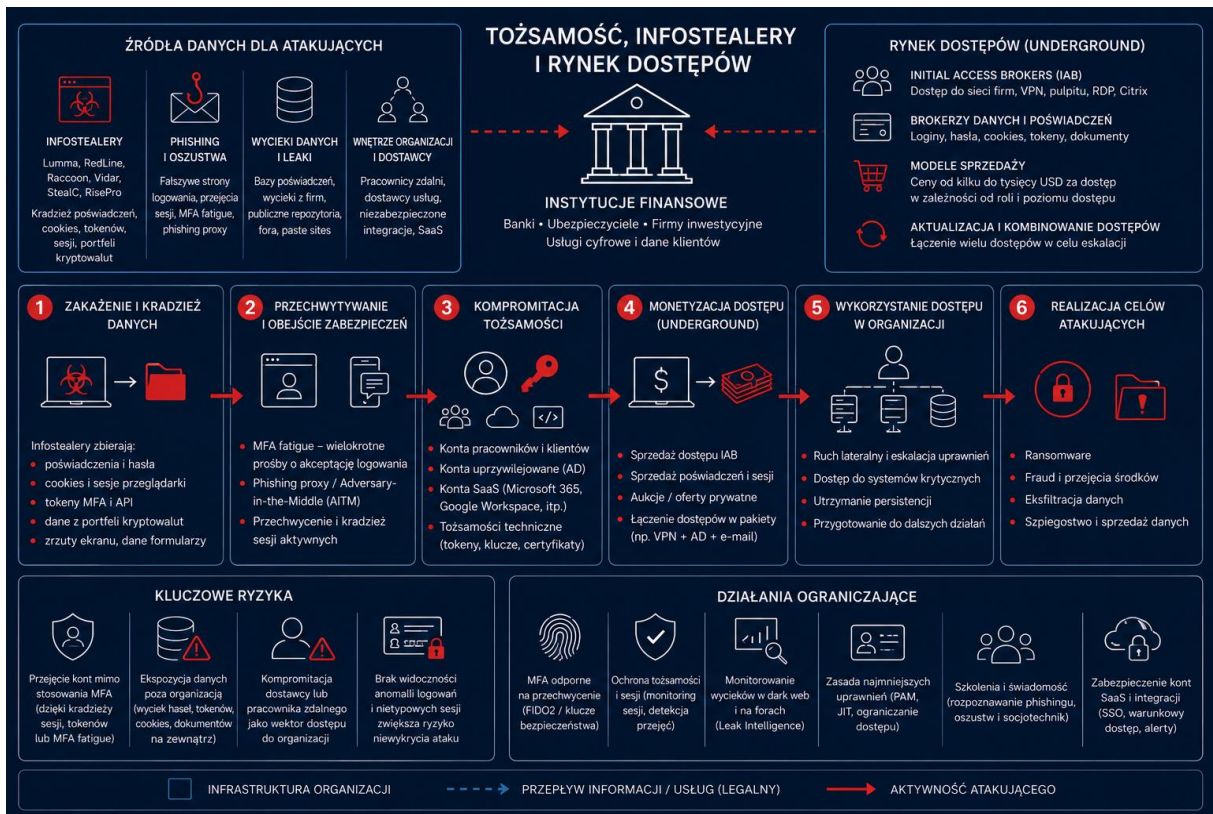 ŹRÓDŁA DANYCH DLA ATAKUJĄCYCH
INFOSTEALERY
Lumma, RedLine,
Raccoon, Vidar,
StealC, RisePro
Kradzież poświadczeń,
cookies, tokenów,
sesji, portfeli
kryptowalut
PHISHING
I OSZUSTWA
Fałszywe strony
logowania, przejęcia
sesji, MFA fatigue,
phishing proxy
WYCIEKI DANYCH
I LEAKI
Bazy poświadczeń,
wycieki z firm,
publiczne repozytoria,
fora, paste sites
WNĘTRZE ORGANIZACJI
I DOSTAWCY
Pracownicy zdalni,
dostawcy usług,
niezabezpieczone
integracje, SaaS
TOŻSAMOŚĆ, INFOSTEALERY
I RYNEK DOSTĘPÓW
INSTYTUCJE FINANSOWE
Banki • Ubezpieczyciele • Firmy inwestycyjne
Usługi cyfrowe i dane klientów
RYNEK DOSTĘPÓW (UNDERGROUND)
INITIAL ACCESS BROKERS (IAB)
Dostęp do sieci firm, VPN, pulpitu, RDP, Citrix
BROKERZY DANYCH I POŚWIADCZEŃ
Loginy, hasła, cookies, tokeny, dokumenty
MODELE SPRZEDAŻY
Ceny od kilku do tysięcy USD za dostęp
w zależności od roli i poziomu dostępu
AKTUALIZACJA I KOMBINOWANIE DOSTĘPÓW
Łączenie wielu dostępów w celu eskalacji
1 ZAKAŻENIE I KRADZIEŻ
DANYCH
Infostealery zbierają:
• poświadczenia i hasła
• cookies i sesje przeglądarki
• tokeny MFA i API
• dane z portfeli kryptowalut
• zrzuty ekranu, dane formularzy
2 PRZECHWYTYWANIE
I OBEJŚCIE ZABEZPIECZEŃ
• MFA fatigue – wielokrotne
prośby o akceptację logowania
• Phishing proxy / Adversary-
in-the-Middle (AITM)
• Przechwycenie i kradzież
sesji aktywnych
3 KOMPROMITACJA
TOŻSAMOŚCI
</>
• Konta pracowników i klientów
• Konta uprzywilejowane (AD)
• Konta SaaS (Microsoft 365,
Google Workspace, itp.)
• Tożsamości techniczne
(tokeny, klucze, certyfikaty)
4 MONETYZACJA DOSTĘPU
(UNDERGROUND)
$
• Sprzedaż dostępu IAB
• Sprzedaż poświadczeń i sesji
• Aukcje / oferty prywatne
• Łączenie dostępów w pakiety
(np. VPN + AD + e-mail)
5 WYKORZYSTANIE DOSTĘPU
W ORGANIZACJI
• Ruch lateralny i eskalacja uprawnień
• Dostęp do systemów krytycznych
• Utrzymanie persistencji
• Przygotowanie do dalszych działań
6 REALIZACJA CELÓW
ATAKUJĄCYCH
• Ransomware
• Fraud i przejęcia środków
• Eksfiltracja danych
• Szpiegostwo i sprzedaż danych
KLUCZOWE RYZYKA
Przejęcie kont mimo
stosowania MFA
(dzięki kradzieży
sesji, tokenów
lub MFA fatigue)
Ekspozycja danych
poza organizacją
(wyciek haseł, tokenów,
cookies, dokumentów
na zewnątrz)
Kompromitacja
dostawcy lub
pracownika zdalnego
jako wektor dostępu
do organizacji
Brak widoczności
anomalli logowań
i nietypowych sesji
zwiększa ryzyko
niewykrycia ataku
DZIAŁANIA OGRANICZAJĄCE
MFA odporne
na przechwycenie
(FIDO2 / klucze
bezpieczeństwa)
Ochrona tożsamości
i sesji (monitoring
sesji, detekcja
przejęć)
Monitorowanie
wycieków w dark web
i na forach
(Leak Intelligence)
Zasada najmniejszych
uprawnień (PAM,
JIT, ograniczanie
dostępu)
Szkolenia i świadomość
(rozpoznawanie phishingu,
oszustw i socjotechnik)
Zabezpieczenie kont
SaaS i integracji
(SSO, warunkowy
dostęp, alerty)
INFRASTRUKTURA ORGANIZACJI
PRZEPŁYW INFORMACJI / USŁUG (LEGALNY)
AKTYWNOŚĆ ATAKUJĄCEGO